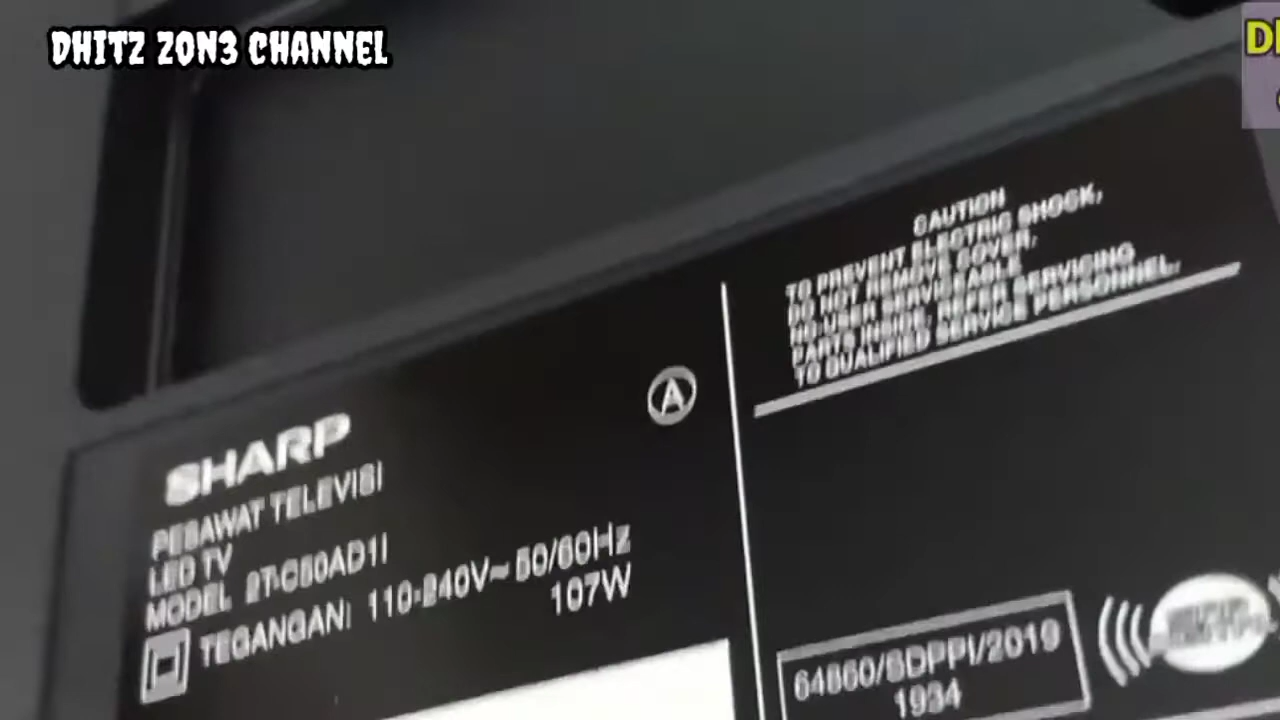 DHITZ ZON3 CHANNEL
CAUTION
TO PREVENT ELECTRIC SHOCK,
DO NOT REMOVE COVER.
NO USER SERVICEABLE
PARTS INSIDE. REFER SERVICING
TO QUALIFIED SERVICE PERSONNEL.
A
SHARP
PESAWAT TELEVISI
LED TV
MODEL 2T-C50AD1I
TEGANGAN: 110-240V~ 50/60Hz
107W
64860/SDPPI/2019
1934